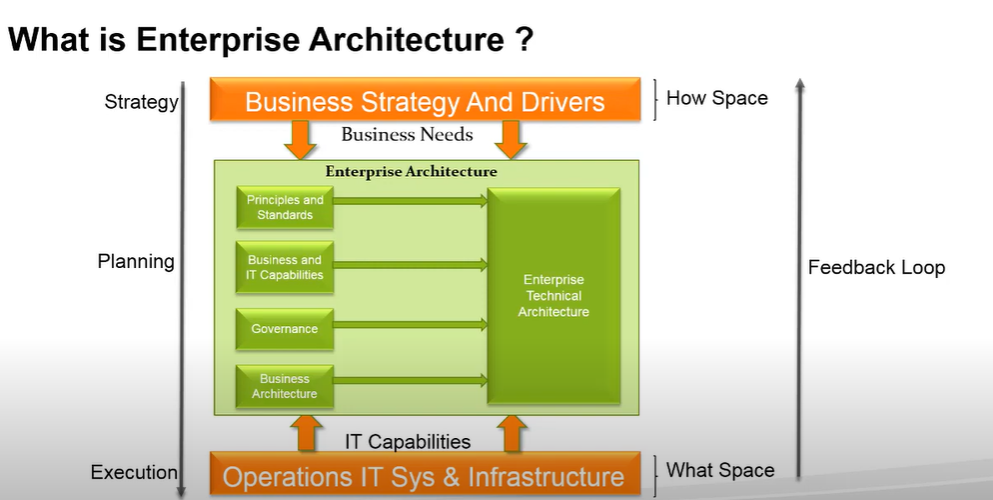 What is Enterprise Architecture ?
Strategy
Business Strategy And Drivers
How Space
Business Needs
Enterprise Architecture
Principles and
Standards
Planning
Business and
IT Capabilities
Enterprise
Technical
Architecture
Feedback Loop
Governance
Business
Architecture
IT Capabilities
Execution
Operations IT Sys & Infrastructure
What Space